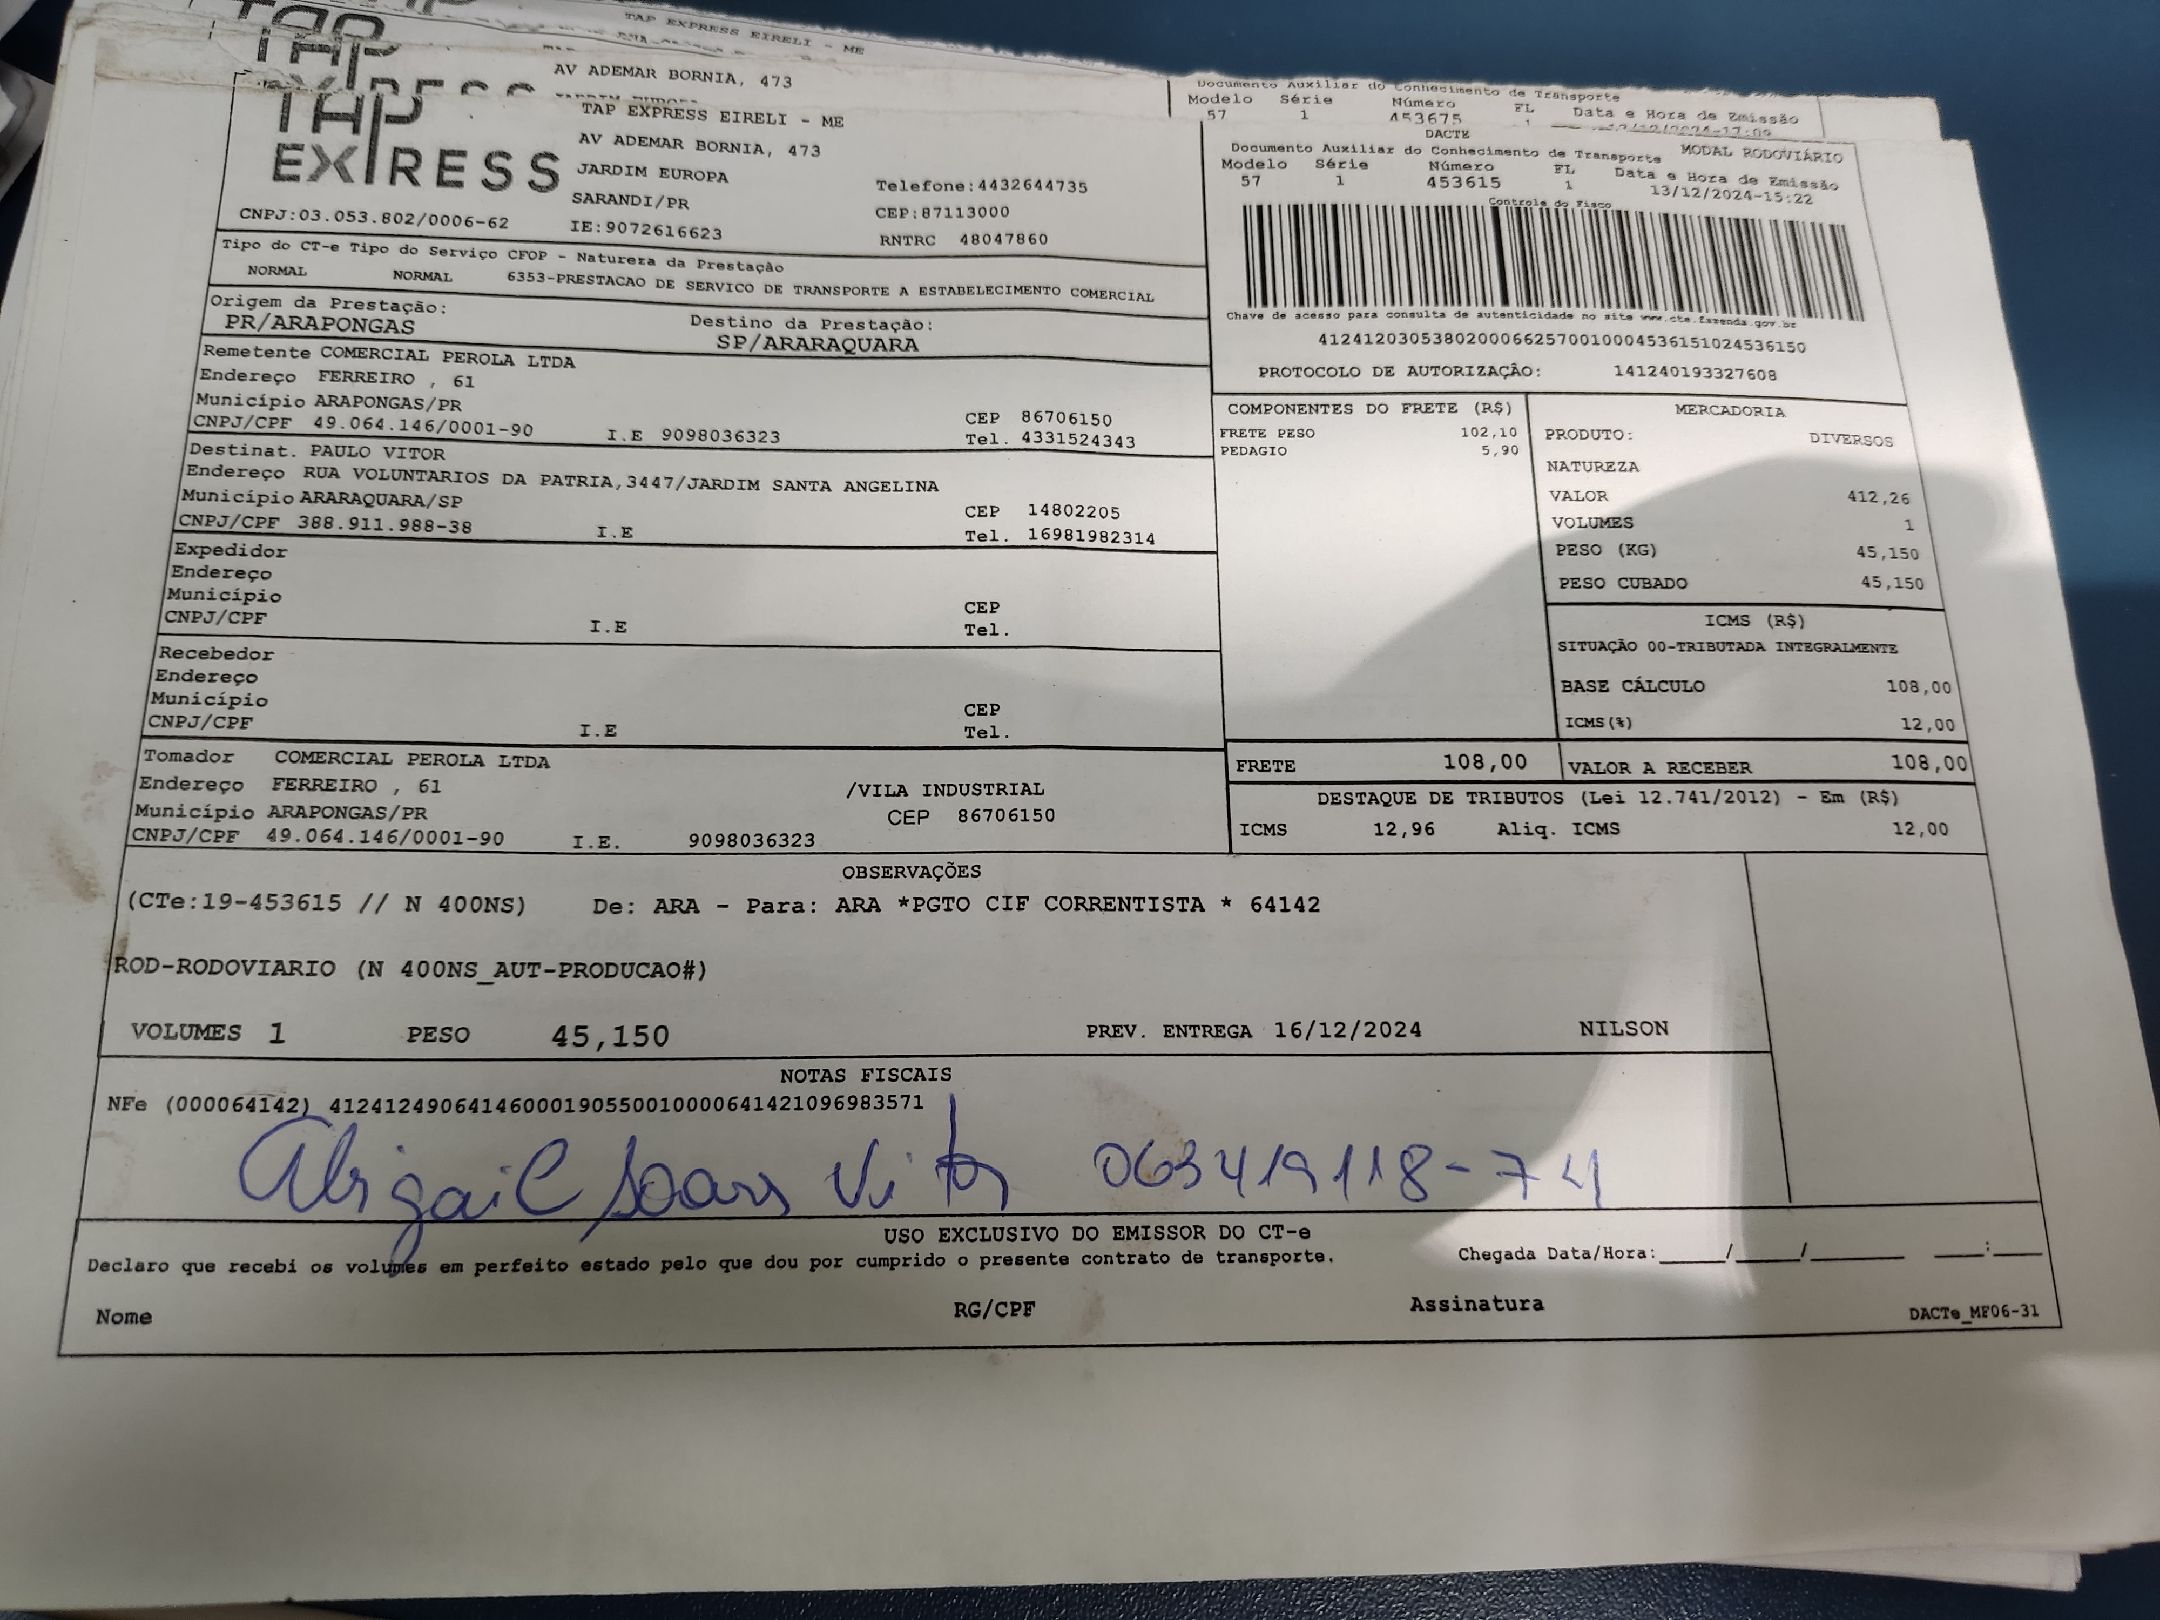 TAP EXPRESS EIRELI - ME
AV ADEMAR BORNIA, 473
Documento Auxiliar do Conhecimento de Transporte
Modelo Série Número FL Data e Hora de Emissão
57 1 453675 1
TAP EXPRESS
TAP EXPRESS EIRELI - ME
AV ADEMAR BORNIA, 473
JARDIM EUROPA
SARANDI/PR
Telefone:4432644735
CEP:87113000
CNPJ:03.053.802/0006-62 IE:9072616623 RNTRC 48047860
DACTE
MODAL RODOVIÁRIO
Documento Auxiliar do Conhecimento de Transporte
Modelo Série Número FL Data e Hora de Emissão
57 1 453615 1 13/12/2024-15:22
Controle do Fisco
Chave de acesso para consulta de autenticidade no site www.cte.fazenda.gov.br
41241203053802000662570010004536151024536150
PROTOCOLO DE AUTORIZAÇÃO: 141240193327608
Tipo do CT-e Tipo do Serviço CFOP - Natureza da Prestação
NORMAL NORMAL 6353-PRESTACAO DE SERVICO DE TRANSPORTE A ESTABELECIMENTO COMERCIAL
Origem da Prestação: Destino da Prestação:
PR/ARAPONGAS SP/ARARAQUARA
Remetente COMERCIAL PEROLA LTDA
Endereço FERREIRO , 61
Município ARAPONGAS/PR CEP 86706150
CNPJ/CPF 49.064.146/0001-90 I.E 9098036323 Tel. 4331524343
Destinat. PAULO VITOR
Endereço RUA VOLUNTARIOS DA PATRIA,3447/JARDIM SANTA ANGELINA
Município ARARAQUARA/SP CEP 14802205
CNPJ/CPF 388.911.988-38 I.E Tel. 16981982314
Expedidor
Endereço
Município CEP
CNPJ/CPF I.E Tel.
Recebedor
Endereço
Município CEP
CNPJ/CPF I.E Tel.
Tomador COMERCIAL PEROLA LTDA
Endereço FERREIRO , 61 /VILA INDUSTRIAL
Município ARAPONGAS/PR CEP 86706150
CNPJ/CPF 49.064.146/0001-90 I.E. 9098036323
COMPONENTES DO FRETE (R$)
FRETE PESO 102,10
PEDAGIO 5,90
MERCADORIA
PRODUTO: DIVERSOS
NATUREZA
VALOR 412,26
VOLUMES 1
PESO (KG) 45,150
PESO CUBADO 45,150
ICMS (R$)
SITUAÇÃO 00-TRIBUTADA INTEGRALMENTE
BASE CÁLCULO 108,00
ICMS(%) 12,00
FRETE 108,00 VALOR A RECEBER 108,00
DESTAQUE DE TRIBUTOS (Lei 12.741/2012) - Em (R$)
ICMS 12,96 Aliq. ICMS 12,00
OBSERVAÇÕES
(CTe:19-453615 // N 400NS) De: ARA - Para: ARA *PGTO CIF CORRENTISTA * 64142
ROD-RODOVIARIO (N 400NS_AUT-PRODUCAO#)
VOLUMES 1 PESO 45,150 PREV. ENTREGA 16/12/2024 NILSON
NOTAS FISCAIS
NFe (000064142) 41241249064146000190550010000641421096983571
Abigail Soares Vitor 063419118-74
USO EXCLUSIVO DO EMISSOR DO CT-e
Declaro que recebi os volumes em perfeito estado pelo que dou por cumprido o presente contrato de transporte. Chegada Data/Hora:____/____/______ ___:___
Nome RG/CPF Assinatura DACTe_MF06-31